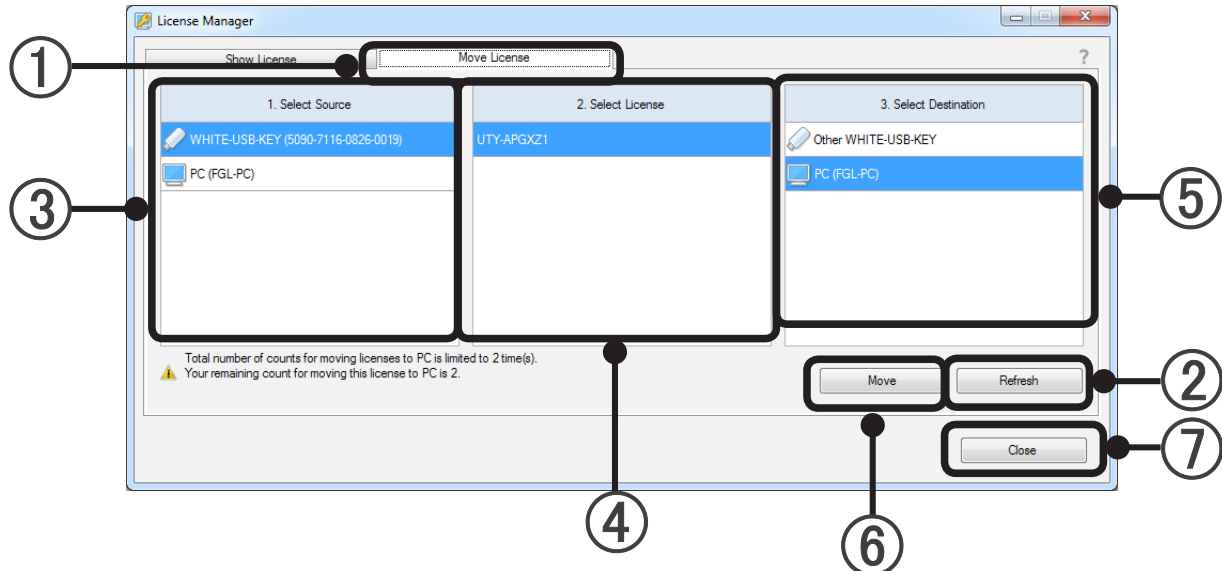 License Manager
① Show License Move License ?
1. Select Source 2. Select License 3. Select Destination
WHITE-USB-KEY (5090-7116-0826-0019) UTY-APGXZ1 Other WHITE-USB-KEY
PC (FGL-PC) PC (FGL-PC)
③ ⑤
Total number of counts for moving licenses to PC is limited to 2 time(s).
Your remaining count for moving this license to PC is 2.
Move Refresh ②
Close ⑦
④ ⑥